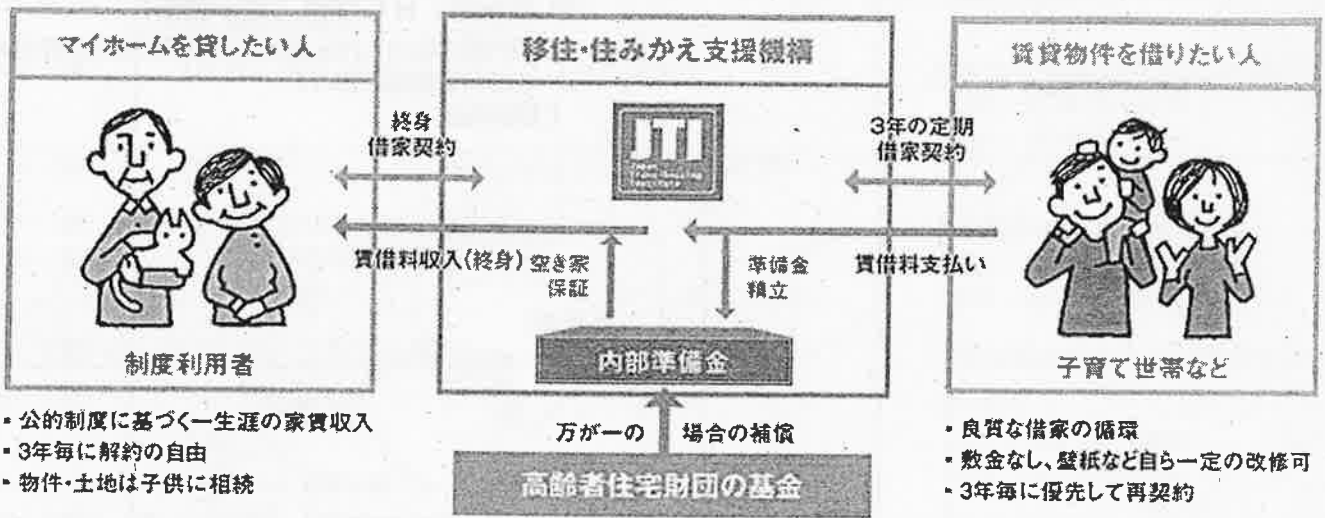 マイホームを貸したい人
移住・住みかえ支援機構
賃貸物件を借りたい人
終身
借家契約
JTI
3年の定期
借家契約
賃借料収入(終身)
空き家
保証
準備金
積立
賃借料支払い
内部準備金
制度利用者
子育て世帯など
・公的制度に基づく一生涯の家賃収入
・3年毎に解約の自由
・物件・土地は子供に相続
万が一の 場合の補償
高齢者住宅財団の基金
・良質な借家の循環
・敷金なし、壁紙など自ら一定の改修可
・3年毎に優先して再契約